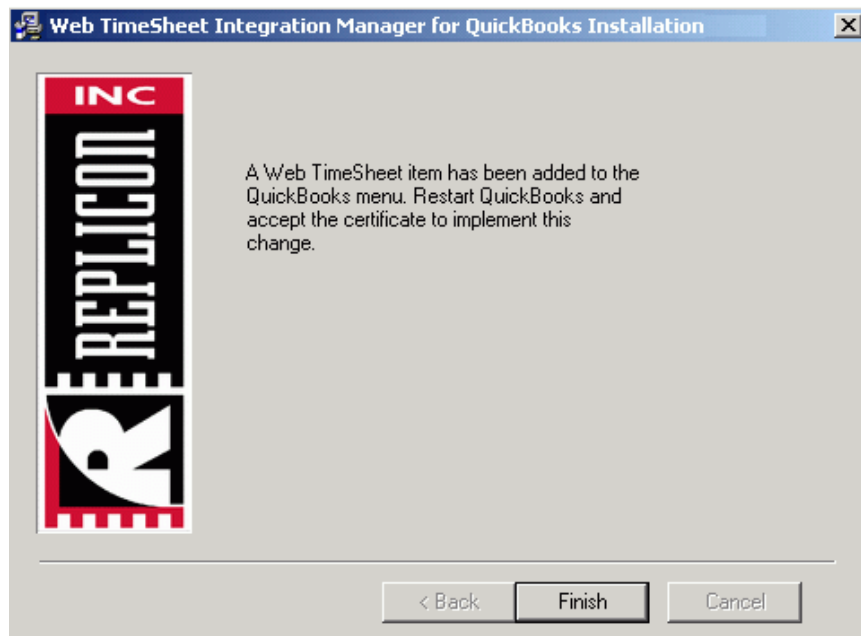 Web TimeSheet Integration Manager for QuickBooks Installation
INC
REPLICON
R
A Web TimeSheet item has been added to the
QuickBooks menu. Restart QuickBooks and
accept the certificate to implement this
change.
< Back
Finish
Cancel